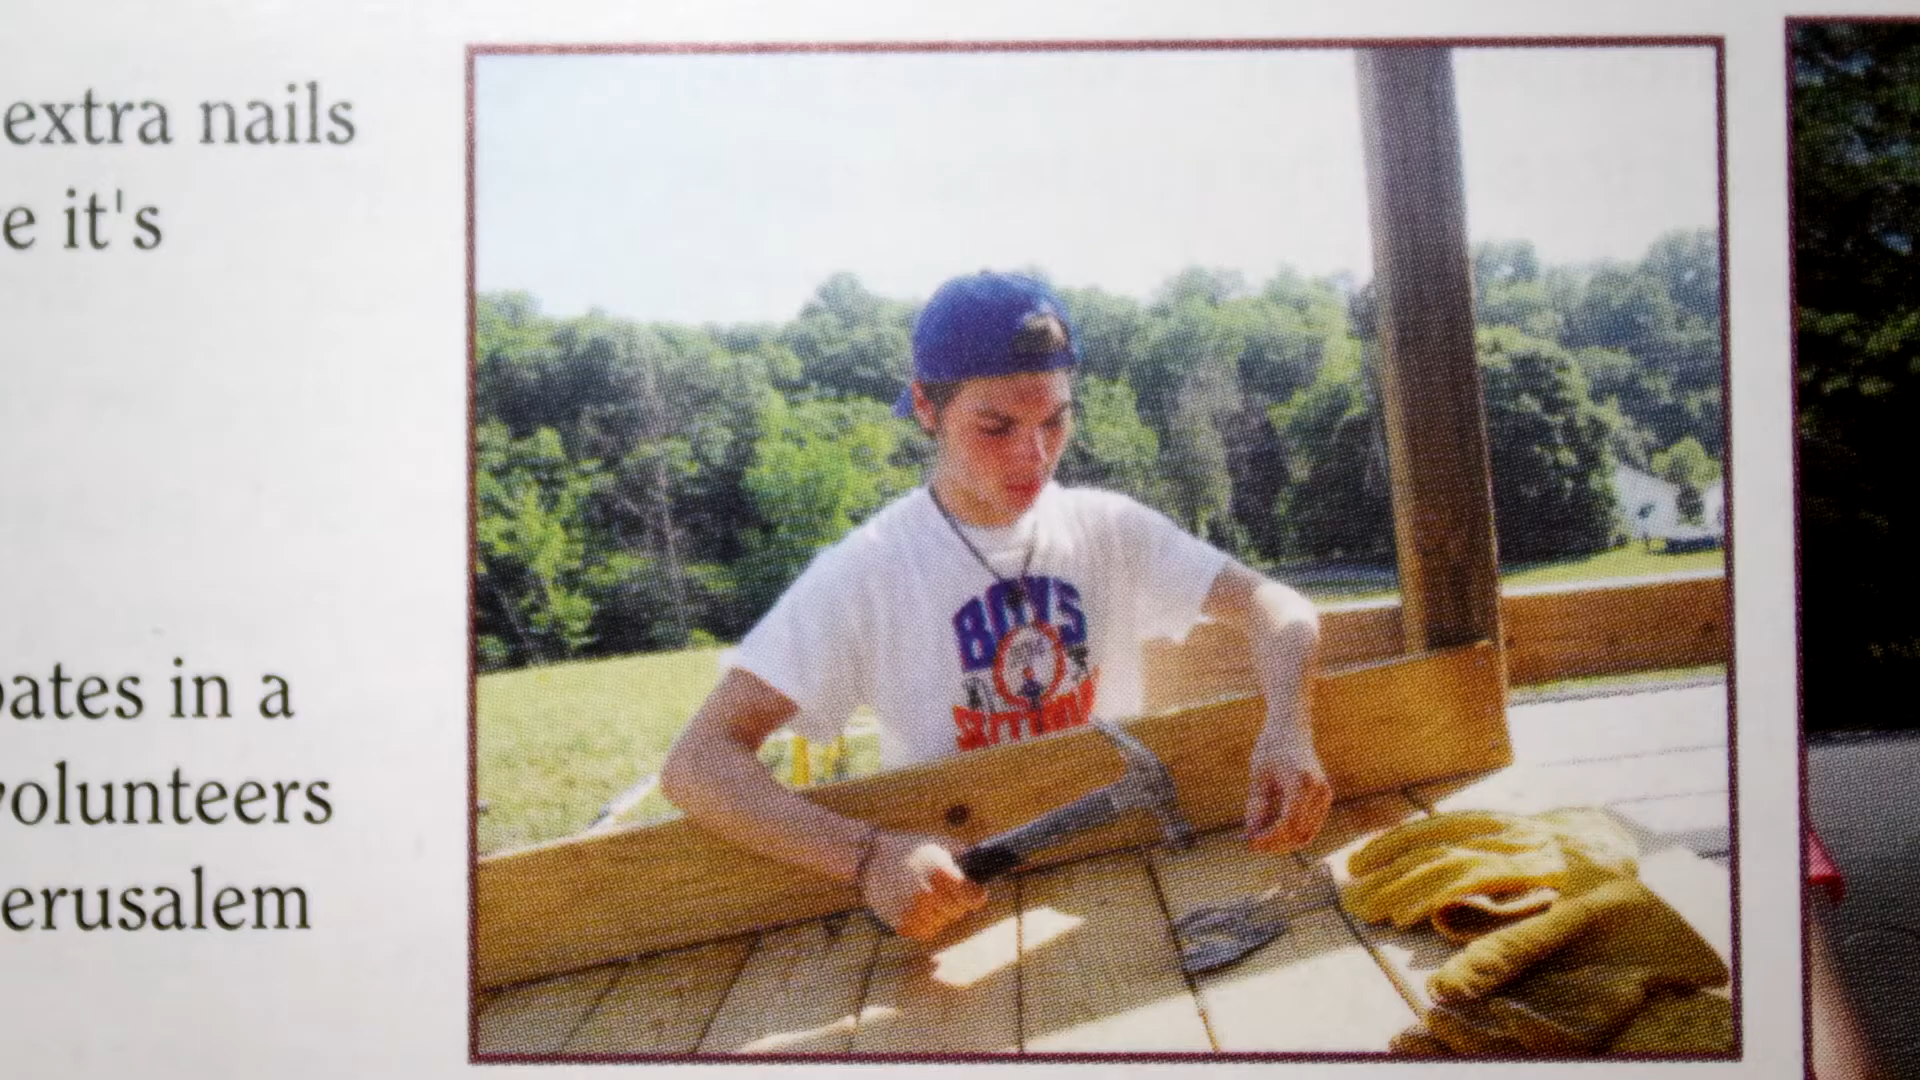 extra nails
e it's
pates in a
volunteers
erusalem
BOYS